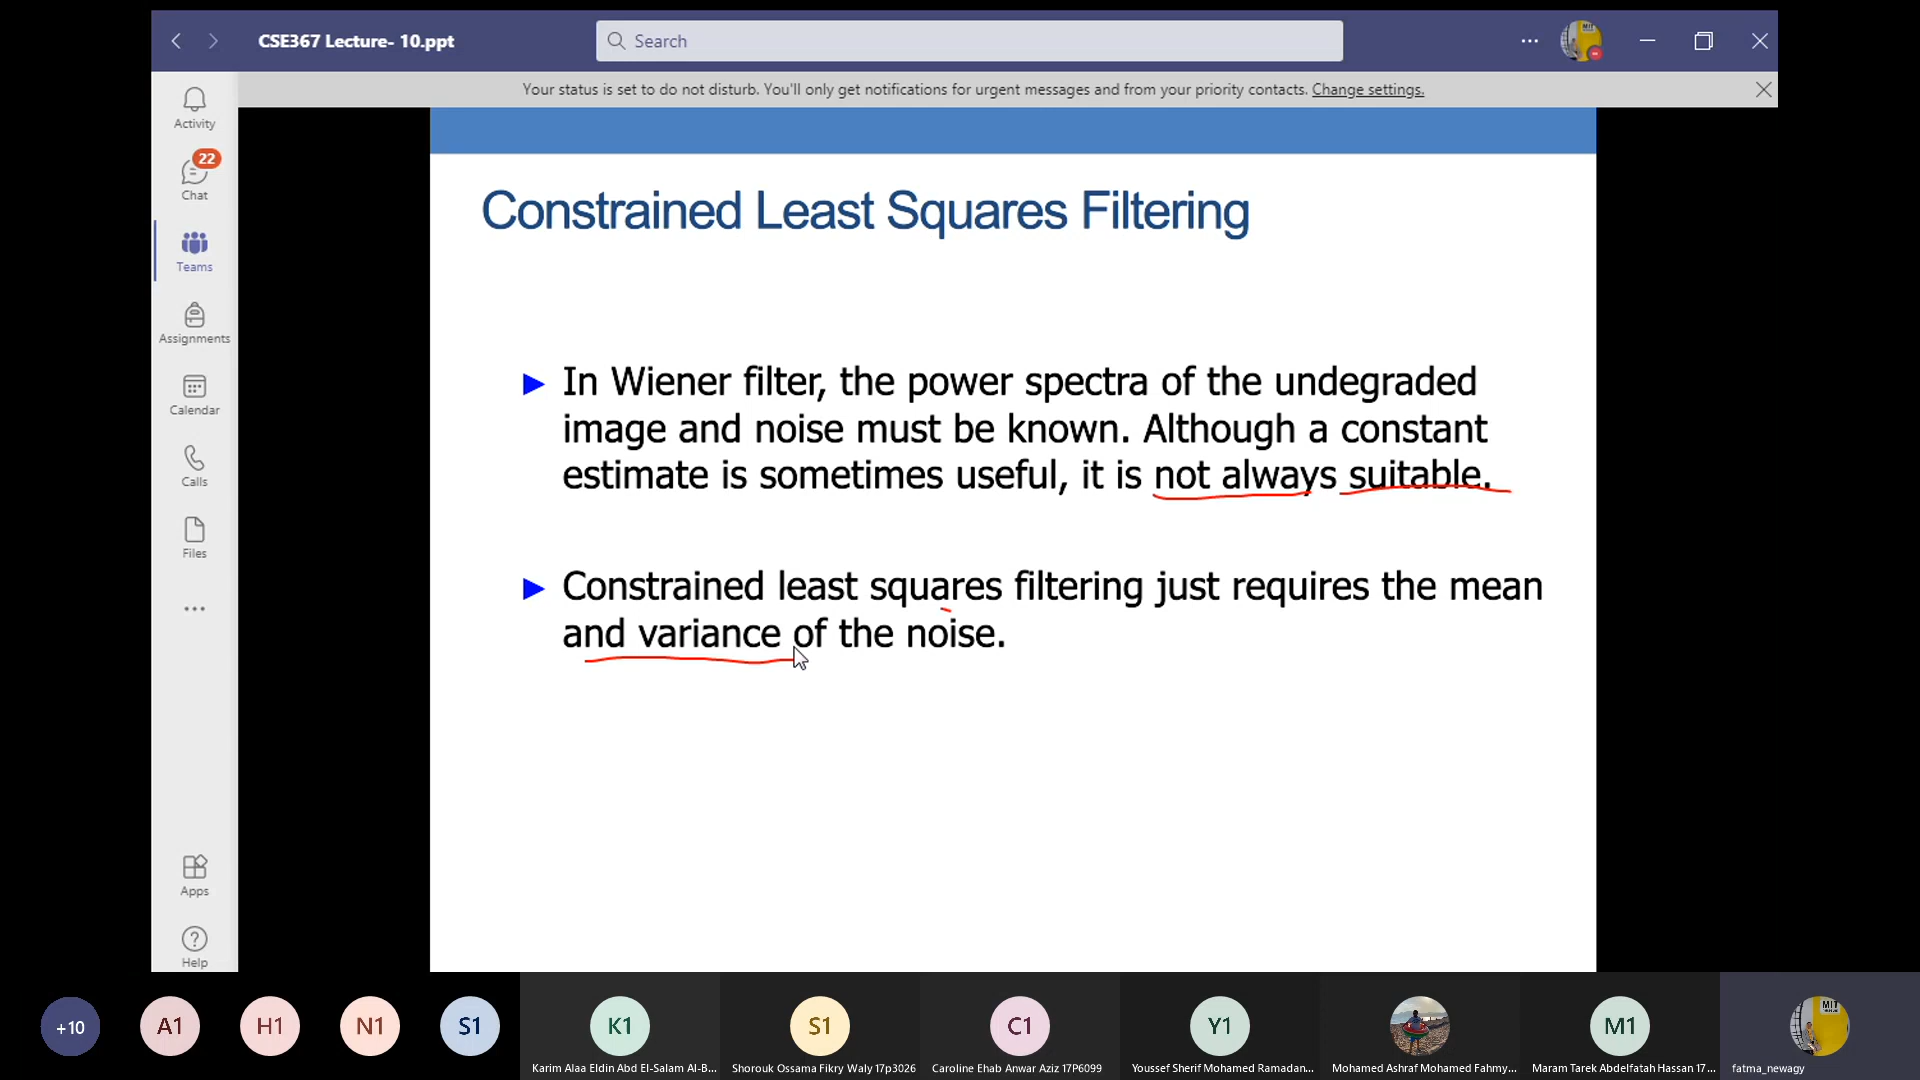 CSE367 Lecture- 10.ppt
Search
Your status is set to do not disturb. You'll only get notifications for urgent messages and from your priority contacts. Change settings.
Activity
22
Chat
Teams
Assignments
Calendar
Calls
Files
Apps
Help
Constrained Least Squares Filtering
In Wiener filter, the power spectra of the undegraded
image and noise must be known. Although a constant
estimate is sometimes useful, it is not always suitable.
Constrained least squares filtering just requires the mean
and variance of the noise.
+10
A1
H1
N1
S1
K1
Karim Alaa Eldin Abd El-Salam Al-B...
S1
Shorouk Ossama Fikry Waly 17p3026
C1
Caroline Ehab Anwar Aziz 17P6099
Y1
Youssef Sherif Mohamed Ramadan...
Mohamed Ashraf Mohamed Fahmy...
M1
Maram Tarek Abdelfatah Hassan 17...
MIT
fatma_newagy